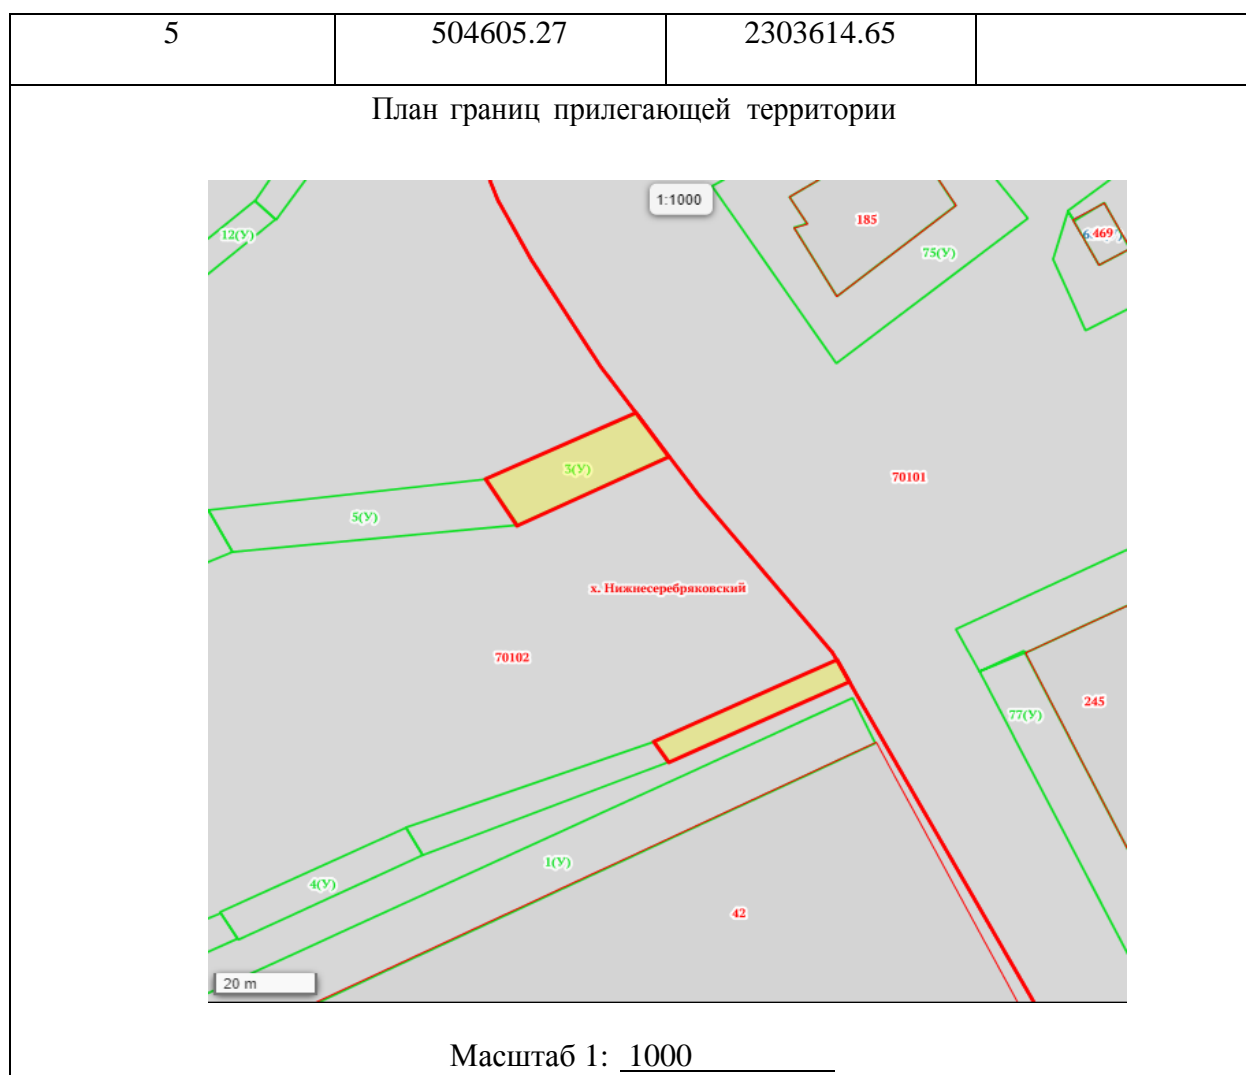 5 504605.27 2303614.65
План границ прилегающей территории
1:1000
12(У)
185
75(У)
469
3(У)
70101
5(У)
х. Нижнесеребряковский
70102
245
77(У)
1(У)
4(У)
42
20 m
Масштаб 1: 1000